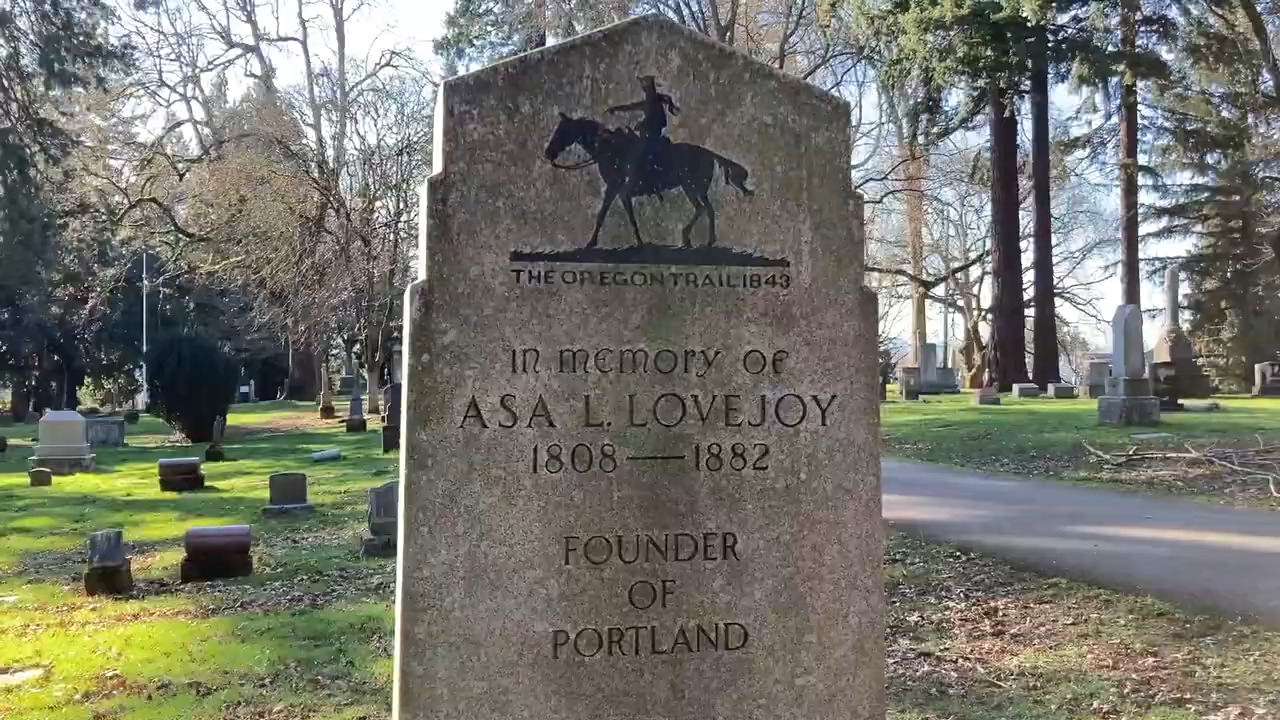 THE OREGON TRAIL 1843
in memory of
ASA L. LOVEJOY
1808—1882
FOUNDER
OF
PORTLAND